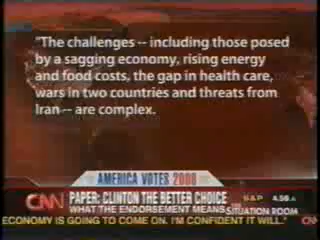 "The challenges -- including those posed
by a sagging economy, rising energy
and food costs, the gap in health care,
wars in two countries and threats from
Iran -- are complex.
AMERICA VOTES 2008
CNN PAPER: CLINTON THE BETTER CHOICE S&P 4.56
WHAT THE ENDORSEMENT MEANS SITUATION ROOM
ECONOMY IS GOING TO COME ON. I'M CONFIDENT IT WILL."